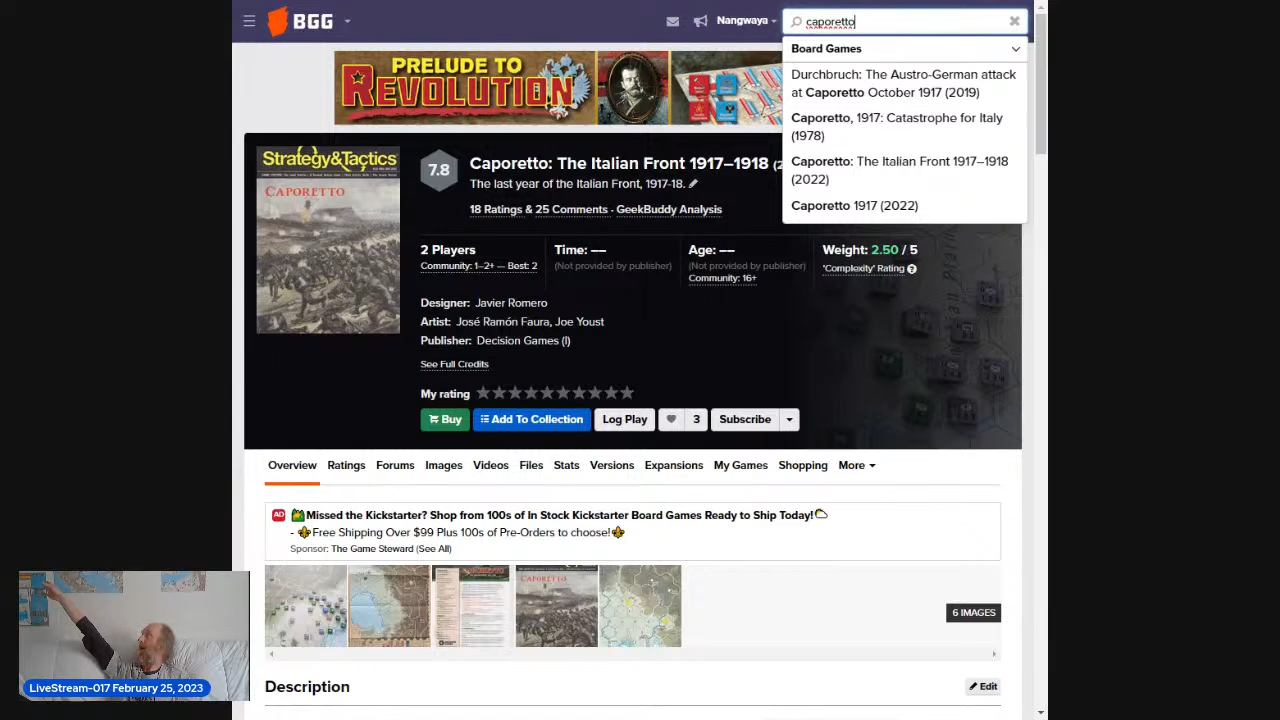 BGG
Nangwaya
caporetto
Board Games
Durchbruch: The Austro-German attack
at Caporetto October 1917 (2019)
Caporetto, 1917: Catastrophe for Italy
(1978)
Caporetto: The Italian Front 1917–1918
(2022)
Caporetto 1917 (2022)
PRELUDE TO
REVOLUTION
Strategy&Tactics
CAPORETTO
7.8
Caporetto: The Italian Front 1917–1918 (2
The last year of the Italian Front, 1917-18.
18 Ratings & 25 Comments · GeekBuddy Analysis
2 Players
Community: 1–2+ — Best: 2
Time: —
(Not provided by publisher)
Age: —
(Not provided by publisher)
Community: 16+
Weight: 2.50 / 5
'Complexity' Rating
Designer: Javier Romero
Artist: José Ramón Faura, Joe Youst
Publisher: Decision Games (I)
See Full Credits
My rating
Buy
Add To Collection
Log Play
3
Subscribe
Overview Ratings Forums Images Videos Files Stats Versions Expansions My Games Shopping More
AD Missed the Kickstarter? Shop from 100s of In Stock Kickstarter Board Games Ready to Ship Today!
- Free Shipping Over $99 Plus 100s of Pre-Orders to choose!
Sponsor: The Game Steward (See All)
CAPORETTO
6 IMAGES
LiveStream-017 February 25, 2023
Description
Edit